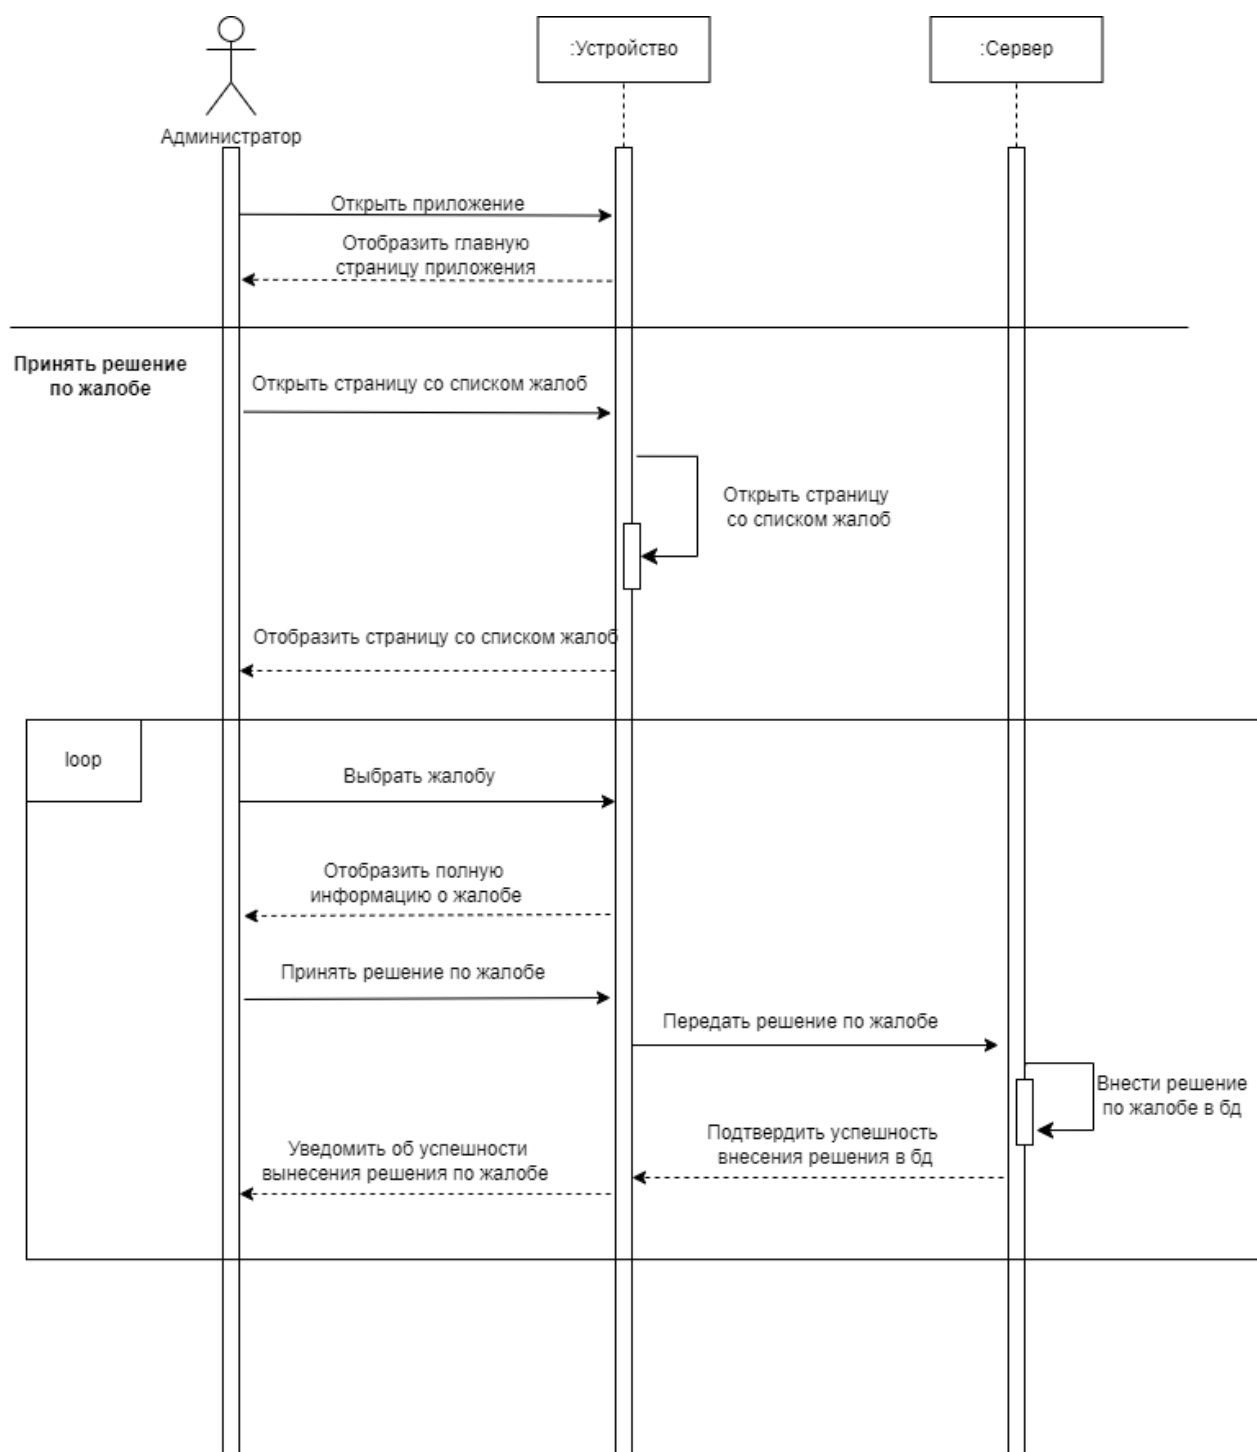 :Устройство
:Сервер
Администратор
Открыть приложение
Отобразить главную
страницу приложения
Принять решение
по жалобе
Открыть страницу со списком жалоб
Открыть страницу
со списком жалоб
Отобразить страницу со списком жалоб
loop
Выбрать жалобу
Отобразить полную
информацию о жалобе
Принять решение по жалобе
Передать решение по жалобе
Внести решение
по жалобе в бд
Подтвердить успешность
внесения решения в бд
Уведомить об успешности
вынесения решения по жалобе